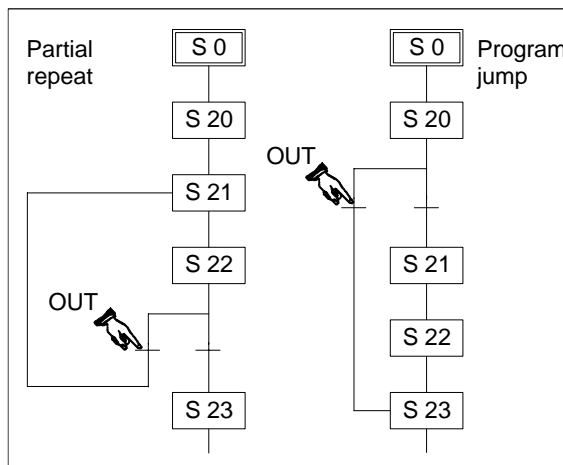 Partial
repeat
S 0
S 20
S 21
S 22
OUT
S 23
S 0
Program
jump
S 20
OUT
S 21
S 22
S 23